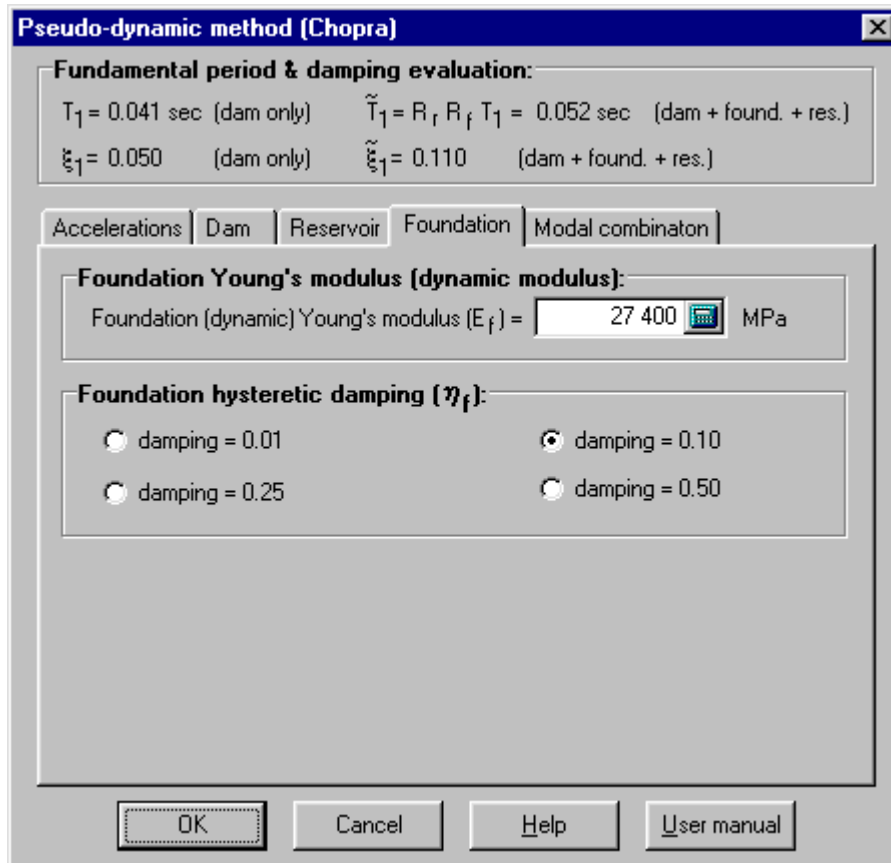 Pseudo-dynamic method (Chopra)
Fundamental period & damping evaluation:
T1 = 0.041 sec (dam only) T̃1 = Rr Rf T1 = 0.052 sec (dam + found. + res.)
ξ1 = 0.050 (dam only) ξ̃1 = 0.110 (dam + found. + res.)
Accelerations Dam Reservoir Foundation Modal combinaton
Foundation Young's modulus (dynamic modulus):
Foundation (dynamic) Young's modulus (Ef) = 27 400 MPa
Foundation hysteretic damping (ηf):
damping = 0.01 damping = 0.10
damping = 0.25 damping = 0.50
OK Cancel Help User manual